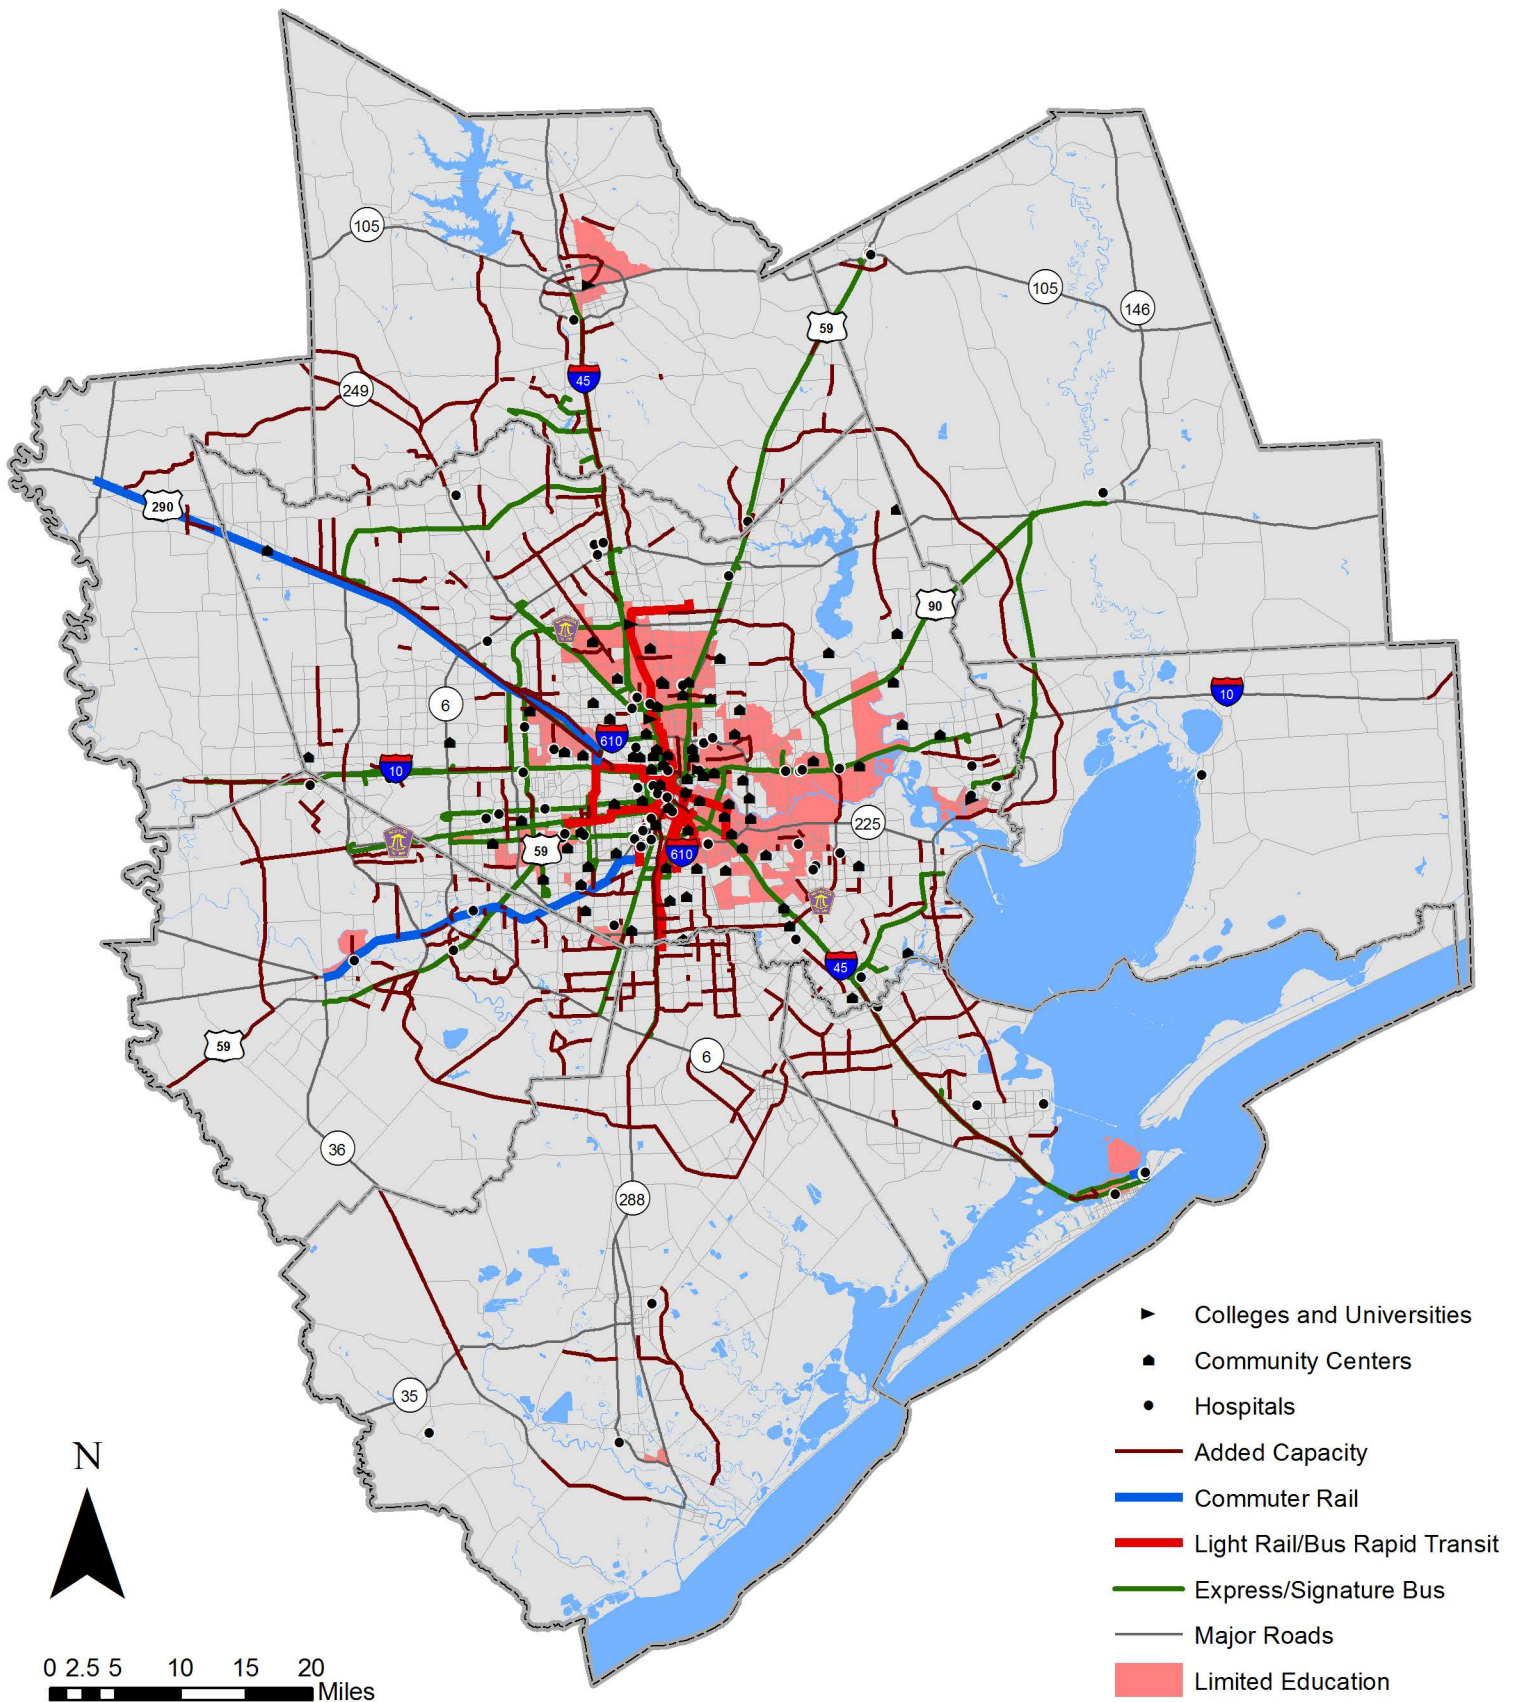 105
59
105
146
45
249
290
90
6
610
10
10
225
59
610
45
59
6
36
288
35
Colleges and Universities
Community Centers
Hospitals
Added Capacity
Commuter Rail
Light Rail/Bus Rapid Transit
Express/Signature Bus
Major Roads
Limited Education
N
0 2.5 5 10 15 20
Miles